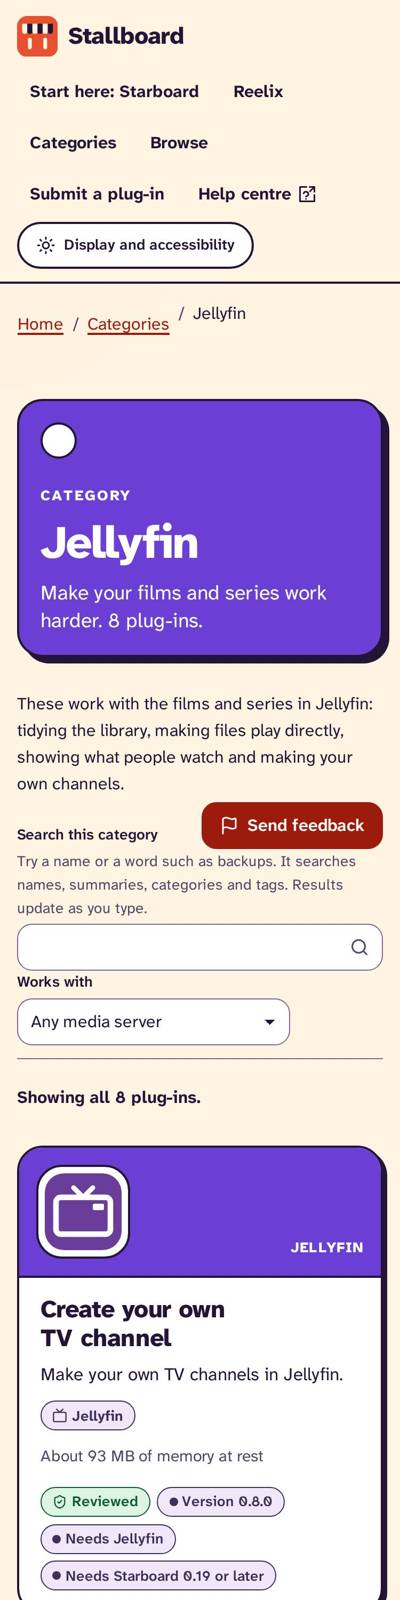 Stallboard
Start here: Starboard
Reelix
Categories
Browse
Submit a plug-in
Help centre
Display and accessibility
Home / Categories / Jellyfin
CATEGORY
Jellyfin
Make your films and series work
harder. 8 plug-ins.
These work with the films and series in Jellyfin:
tidying the library, making files play directly,
showing what people watch and making your
own channels.
Send feedback
Search this category
Try a name or a word such as backups. It searches
names, summaries, categories and tags. Results
update as you type.
Works with
Any media server
Showing all 8 plug-ins.
JELLYFIN
Create your own
TV channel
Make your own TV channels in Jellyfin.
Jellyfin
About 93 MB of memory at rest
Reviewed
Version 0.8.0
Needs Jellyfin
Needs Starboard 0.19 or later